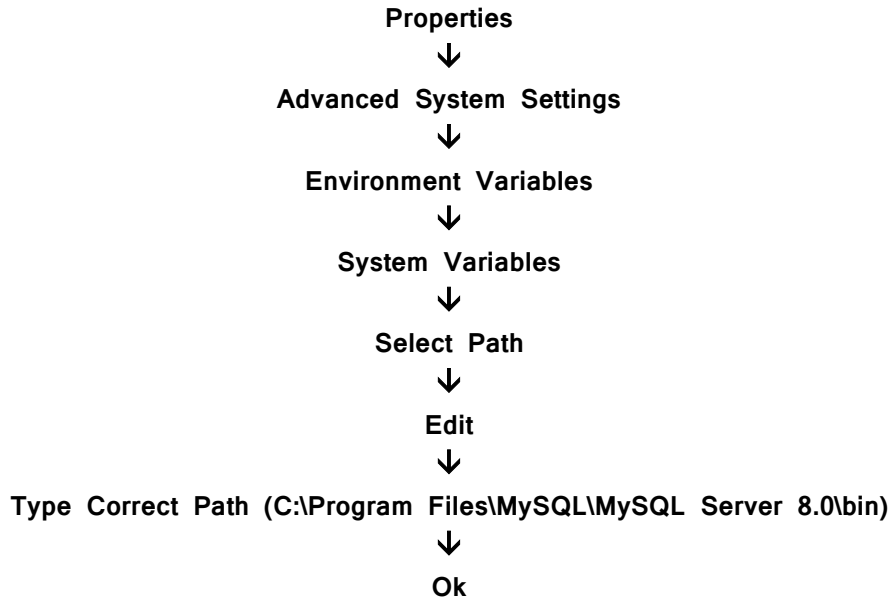 Properties
↓
Advanced System Settings
↓
Environment Variables
↓
System Variables
↓
Select Path
↓
Edit
↓
Type Correct Path (C:\Program Files\MySQL\MySQL Server 8.0\bin)
↓
Ok